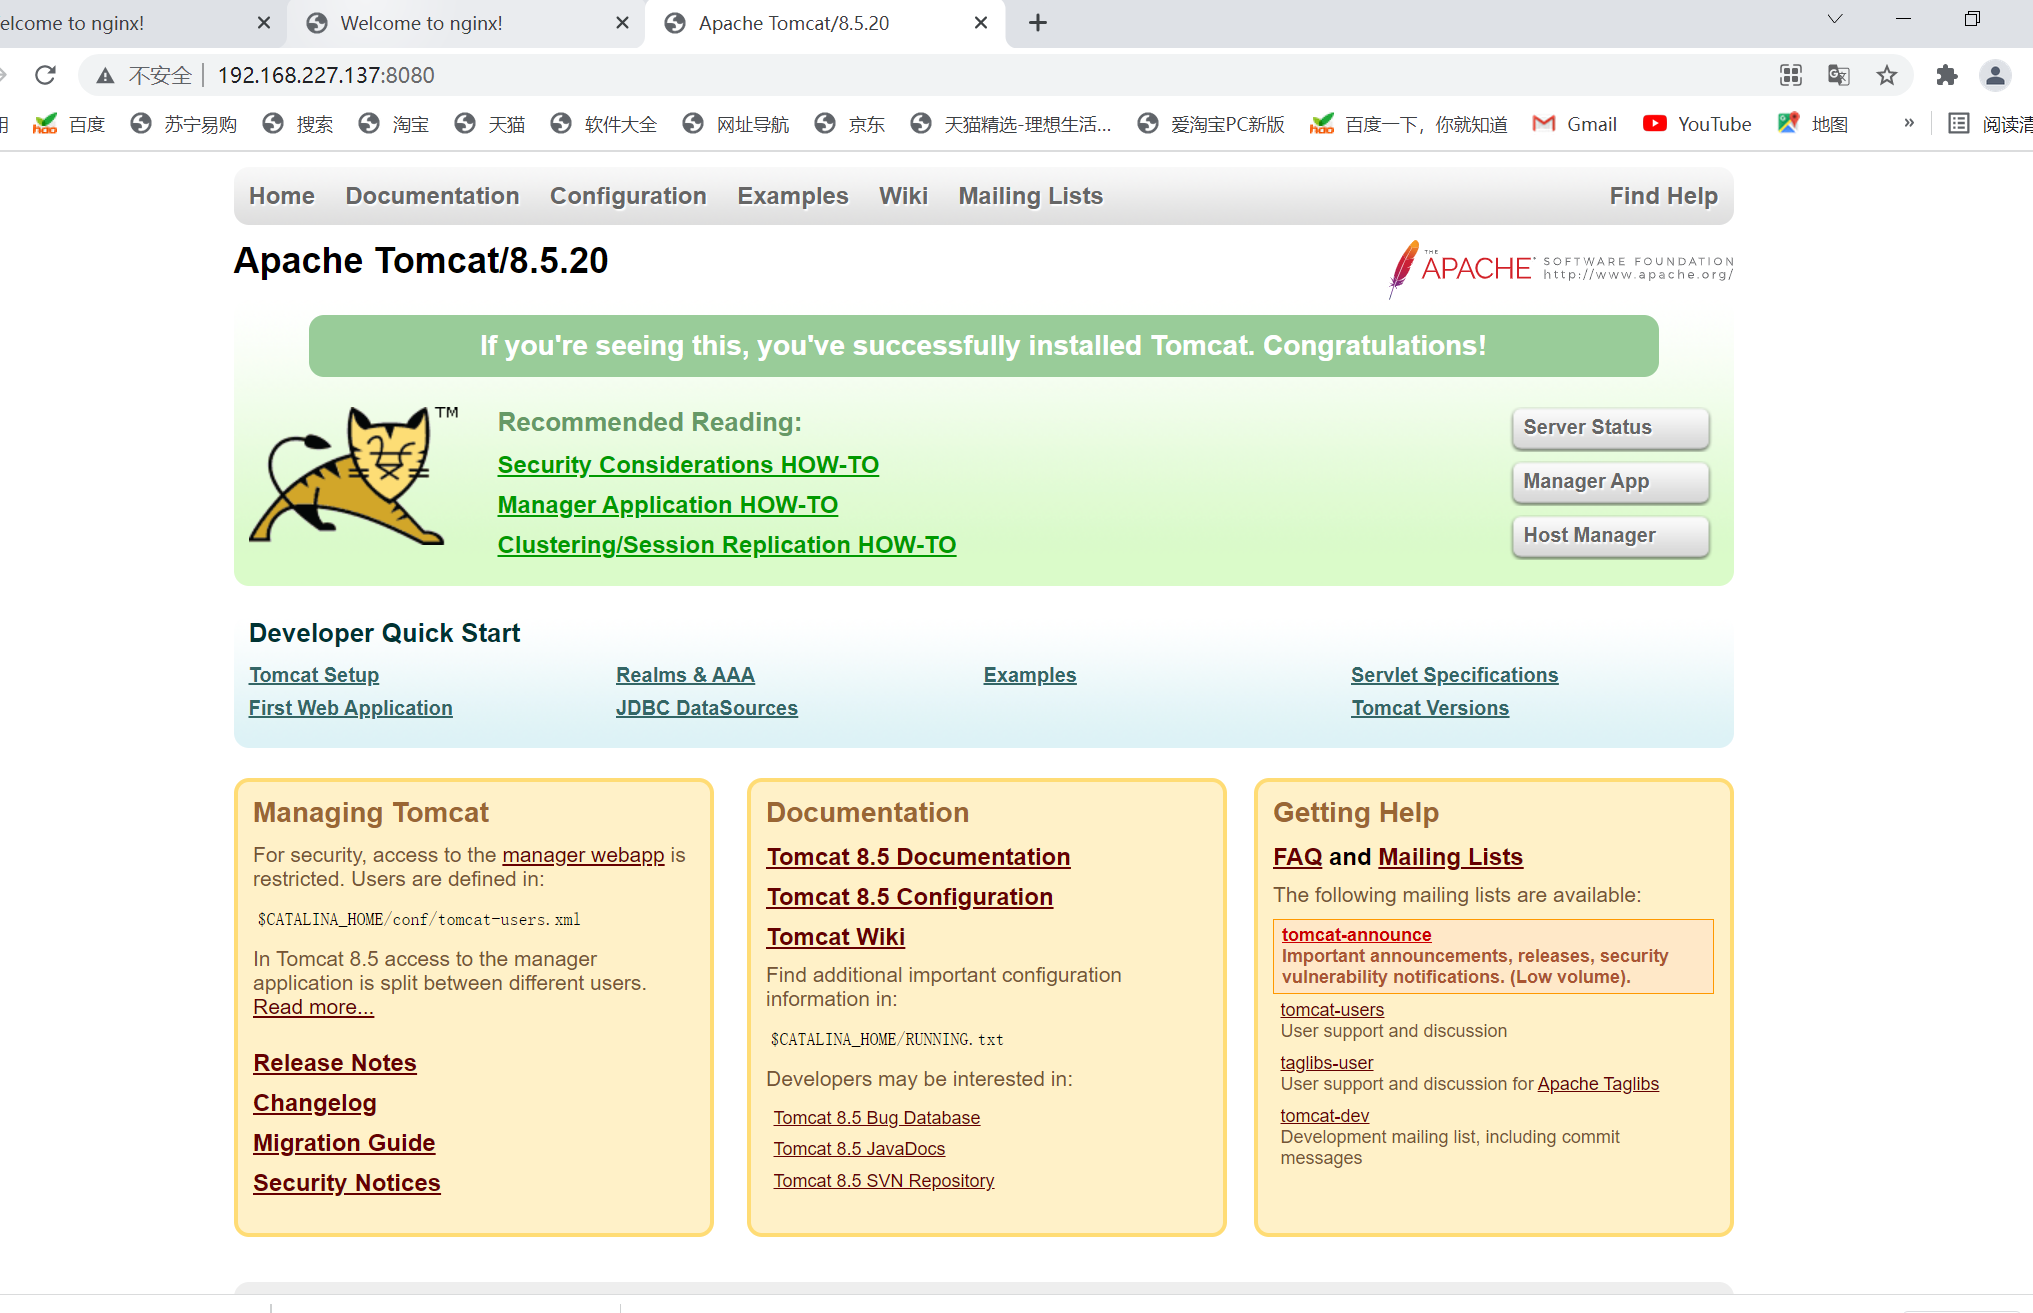 elcome to nginx!
Welcome to nginx!
Apache Tomcat/8.5.20
不安全 | 192.168.227.137:8080
用 百度 苏宁易购 搜索 淘宝 天猫 软件大全 网址导航 京东 天猫精选-理想生活... 爱淘宝PC新版 百度一下，你就知道 Gmail YouTube 地图 » 阅读清
Home Documentation Configuration Examples Wiki Mailing Lists Find Help
Apache Tomcat/8.5.20
THE APACHE SOFTWARE FOUNDATION
http://www.apache.org/
If you're seeing this, you've successfully installed Tomcat. Congratulations!
TM
Recommended Reading:
Security Considerations HOW-TO
Manager Application HOW-TO
Clustering/Session Replication HOW-TO
Server Status
Manager App
Host Manager
Developer Quick Start
Tomcat Setup Realms & AAA Examples Servlet Specifications
First Web Application JDBC DataSources Tomcat Versions
Managing Tomcat
For security, access to the manager webapp is
restricted. Users are defined in:
$CATALINA_HOME/conf/tomcat-users.xml
In Tomcat 8.5 access to the manager
application is split between different users.
Read more...
Release Notes
Changelog
Migration Guide
Security Notices
Documentation
Tomcat 8.5 Documentation
Tomcat 8.5 Configuration
Tomcat Wiki
Find additional important configuration
information in:
$CATALINA_HOME/RUNNING.txt
Developers may be interested in:
Tomcat 8.5 Bug Database
Tomcat 8.5 JavaDocs
Tomcat 8.5 SVN Repository
Getting Help
FAQ and Mailing Lists
The following mailing lists are available:
tomcat-announce
Important announcements, releases, security
vulnerability notifications. (Low volume).
tomcat-users
User support and discussion
taglibs-user
User support and discussion for Apache Taglibs
tomcat-dev
Development mailing list, including commit
messages